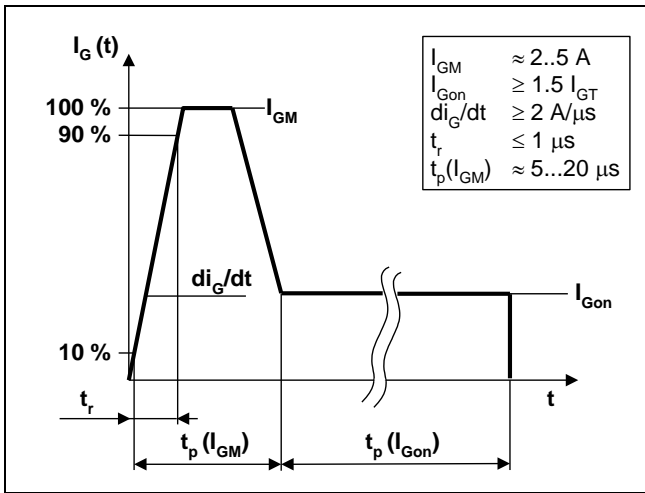 I_G (t)
100 %
90 %
10 %
I_GM
di_G/dt
I_Gon
t_r
t
t_p (I_GM)
t_p (I_Gon)
I_GM ≈ 2..5 A
I_Gon ≥ 1.5 I_GT
di_G/dt ≥ 2 A/μs
t_r ≤ 1 μs
t_p(I_GM) ≈ 5...20 μs